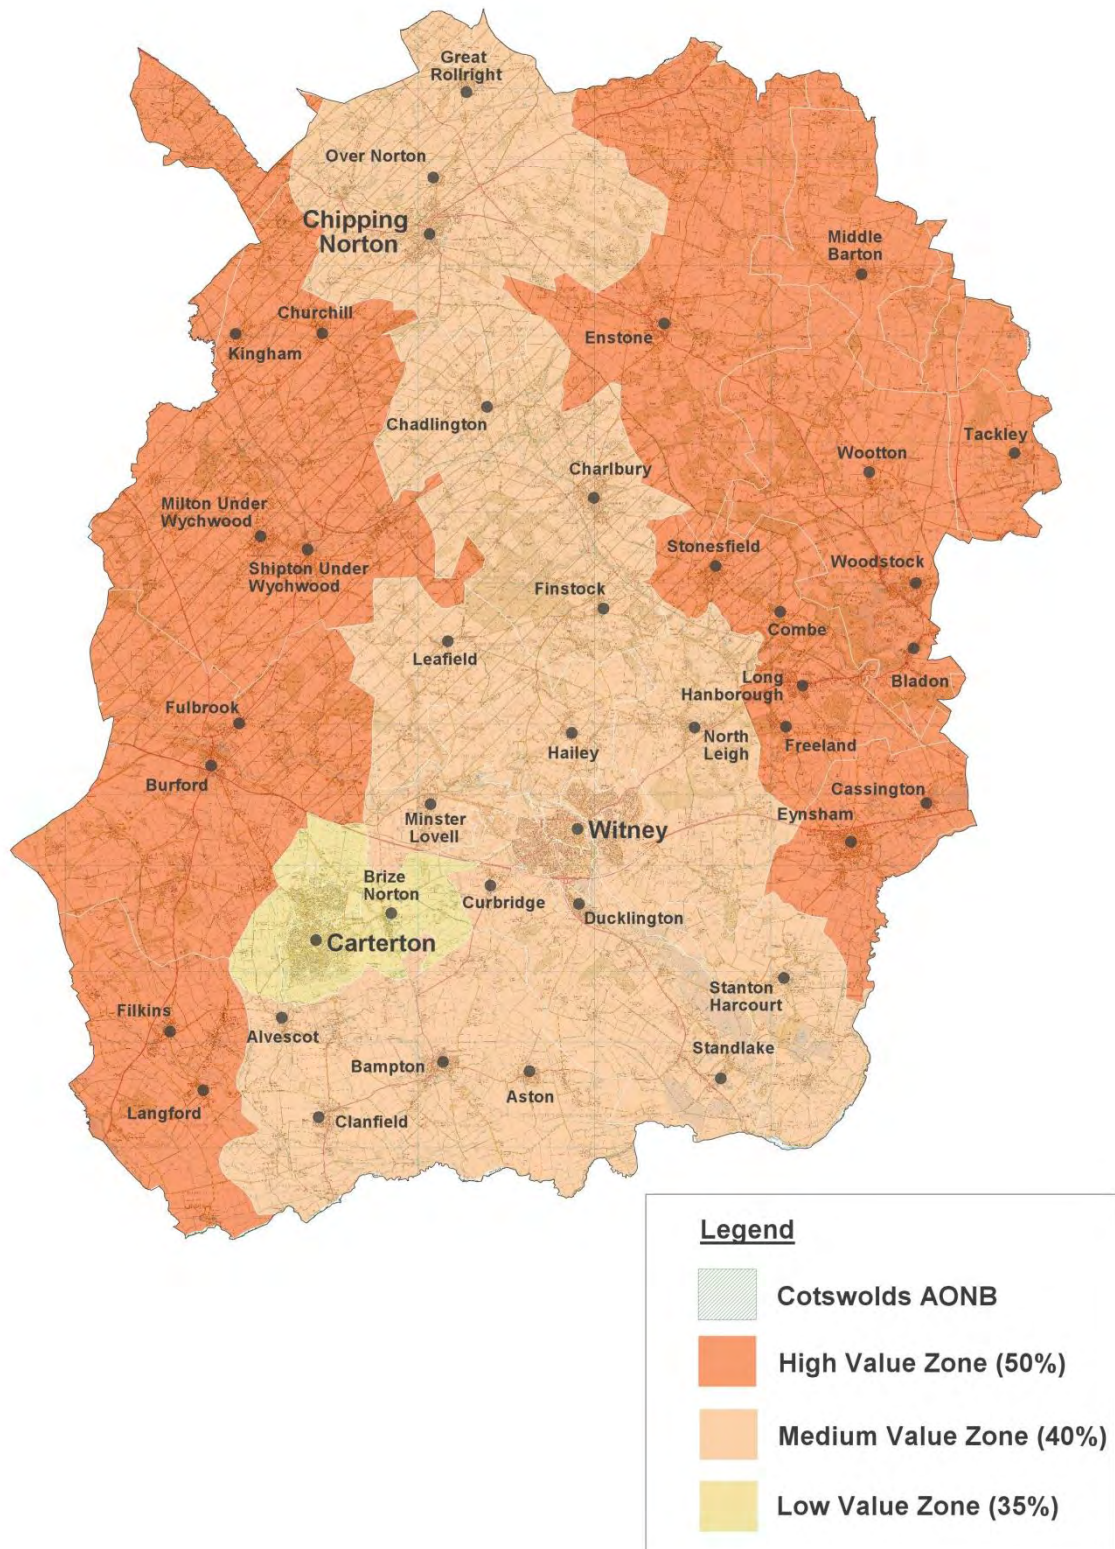 Great
Rollright
Over Norton
Chipping
Norton
Middle
Barton
Churchill
Kingham
Enstone
Chadlington
Tackley
Wootton
Charlbury
Milton Under
Wychwood
Shipton Under
Wychwood
Stonesfield
Woodstock
Finstock
Combe
Leafield
Long
Hanborough
Bladon
Fulbrook
Hailey
North
Leigh
Freeland
Burford
Cassington
Minster
Lovell
Witney
Eynsham
Brize
Norton
Curbridge
Ducklington
Carterton
Stanton
Harcourt
Filkins
Alvescot
Standlake
Bampton
Aston
Langford
Clanfield
Legend
Cotswolds AONB
High Value Zone (50%)
Medium Value Zone (40%)
Low Value Zone (35%)